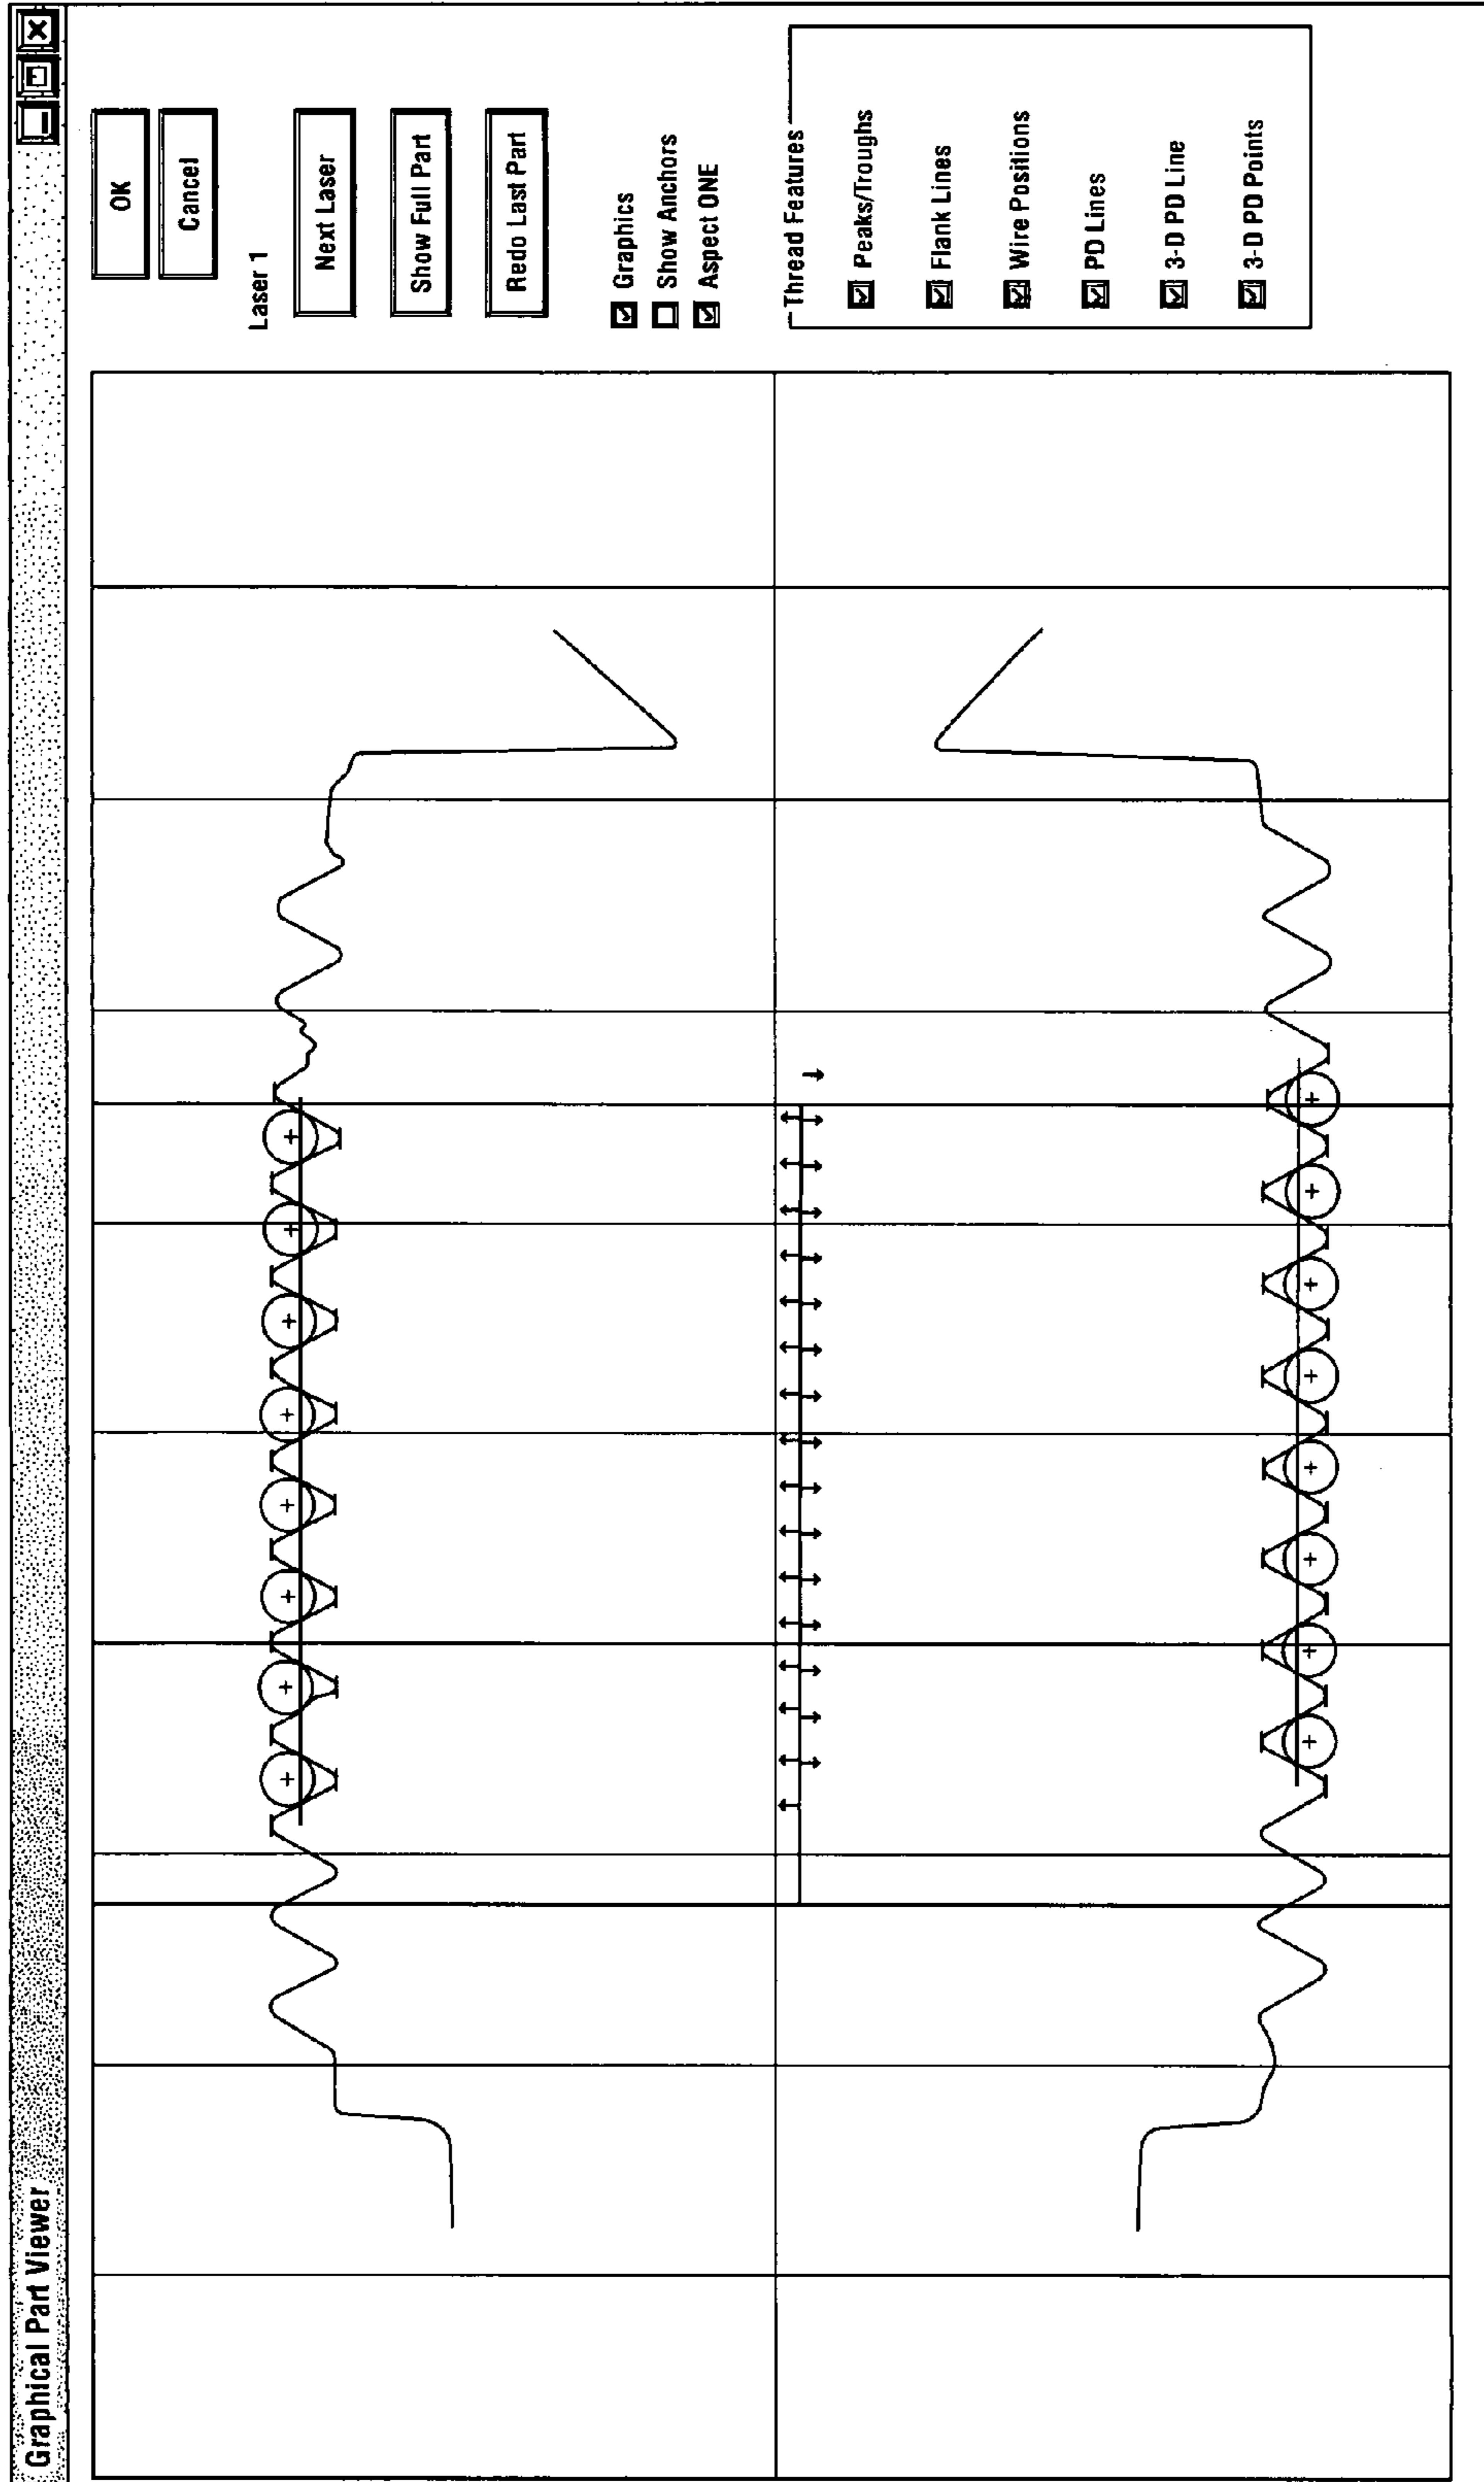 Graphical Part Viewer
OK
Cancel
Laser 1
Next Laser
Show Full Part
Redo Last Part
Graphics
Show Anchors
Aspect ONE
Thread Features
Peaks/Troughs
Flank Lines
Wire Positions
PD Lines
3-D PD Line
3-D PD Points